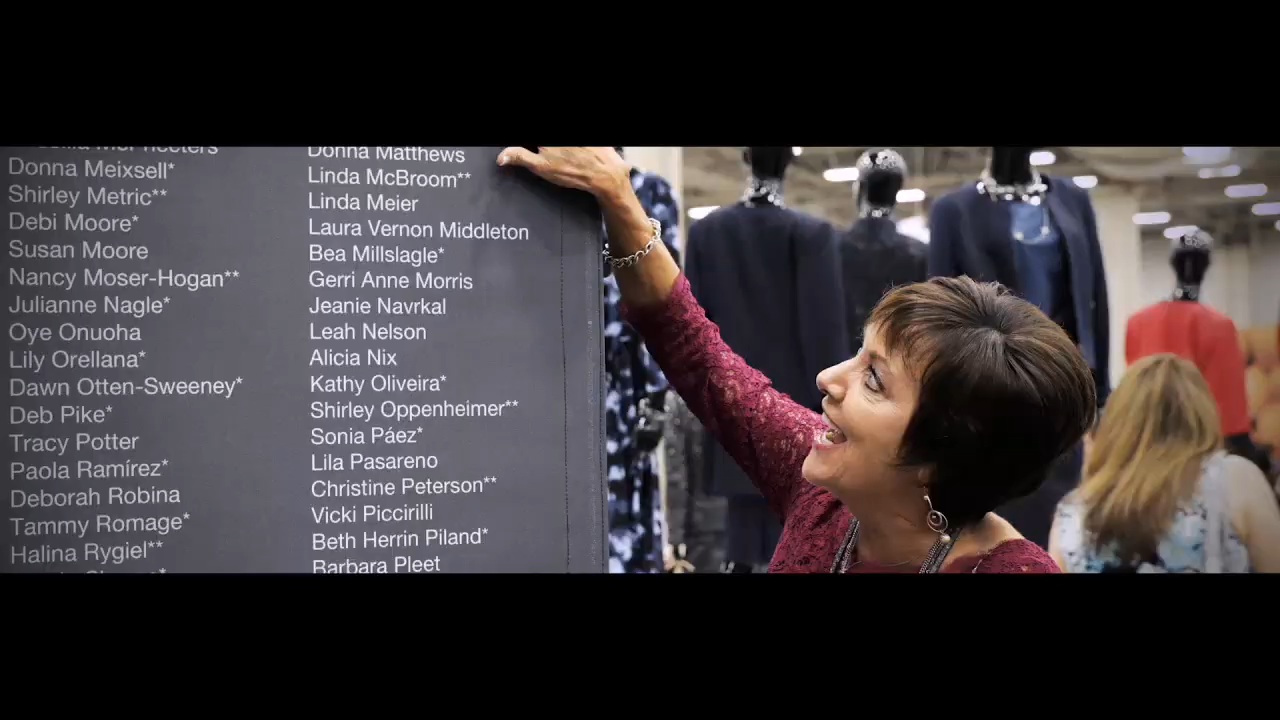 Donna Meixsell*
Shirley Metric**
Debi Moore*
Susan Moore
Nancy Moser-Hogan**
Julianne Nagle*
Oye Onuoha
Lily Orellana*
Dawn Otten-Sweeney*
Deb Pike*
Tracy Potter
Paola Ramírez*
Deborah Robina
Tammy Romage*
Halina Rygiel**
Donna Matthews
Linda McBroom**
Linda Meier
Laura Vernon Middleton
Bea Millslagle*
Gerri Anne Morris
Jeanie Navrkal
Leah Nelson
Alicia Nix
Kathy Oliveira*
Shirley Oppenheimer**
Sonia Páez*
Lila Pasareno
Christine Peterson**
Vicki Piccirilli
Beth Herrin Piland*
Barbara Pleet